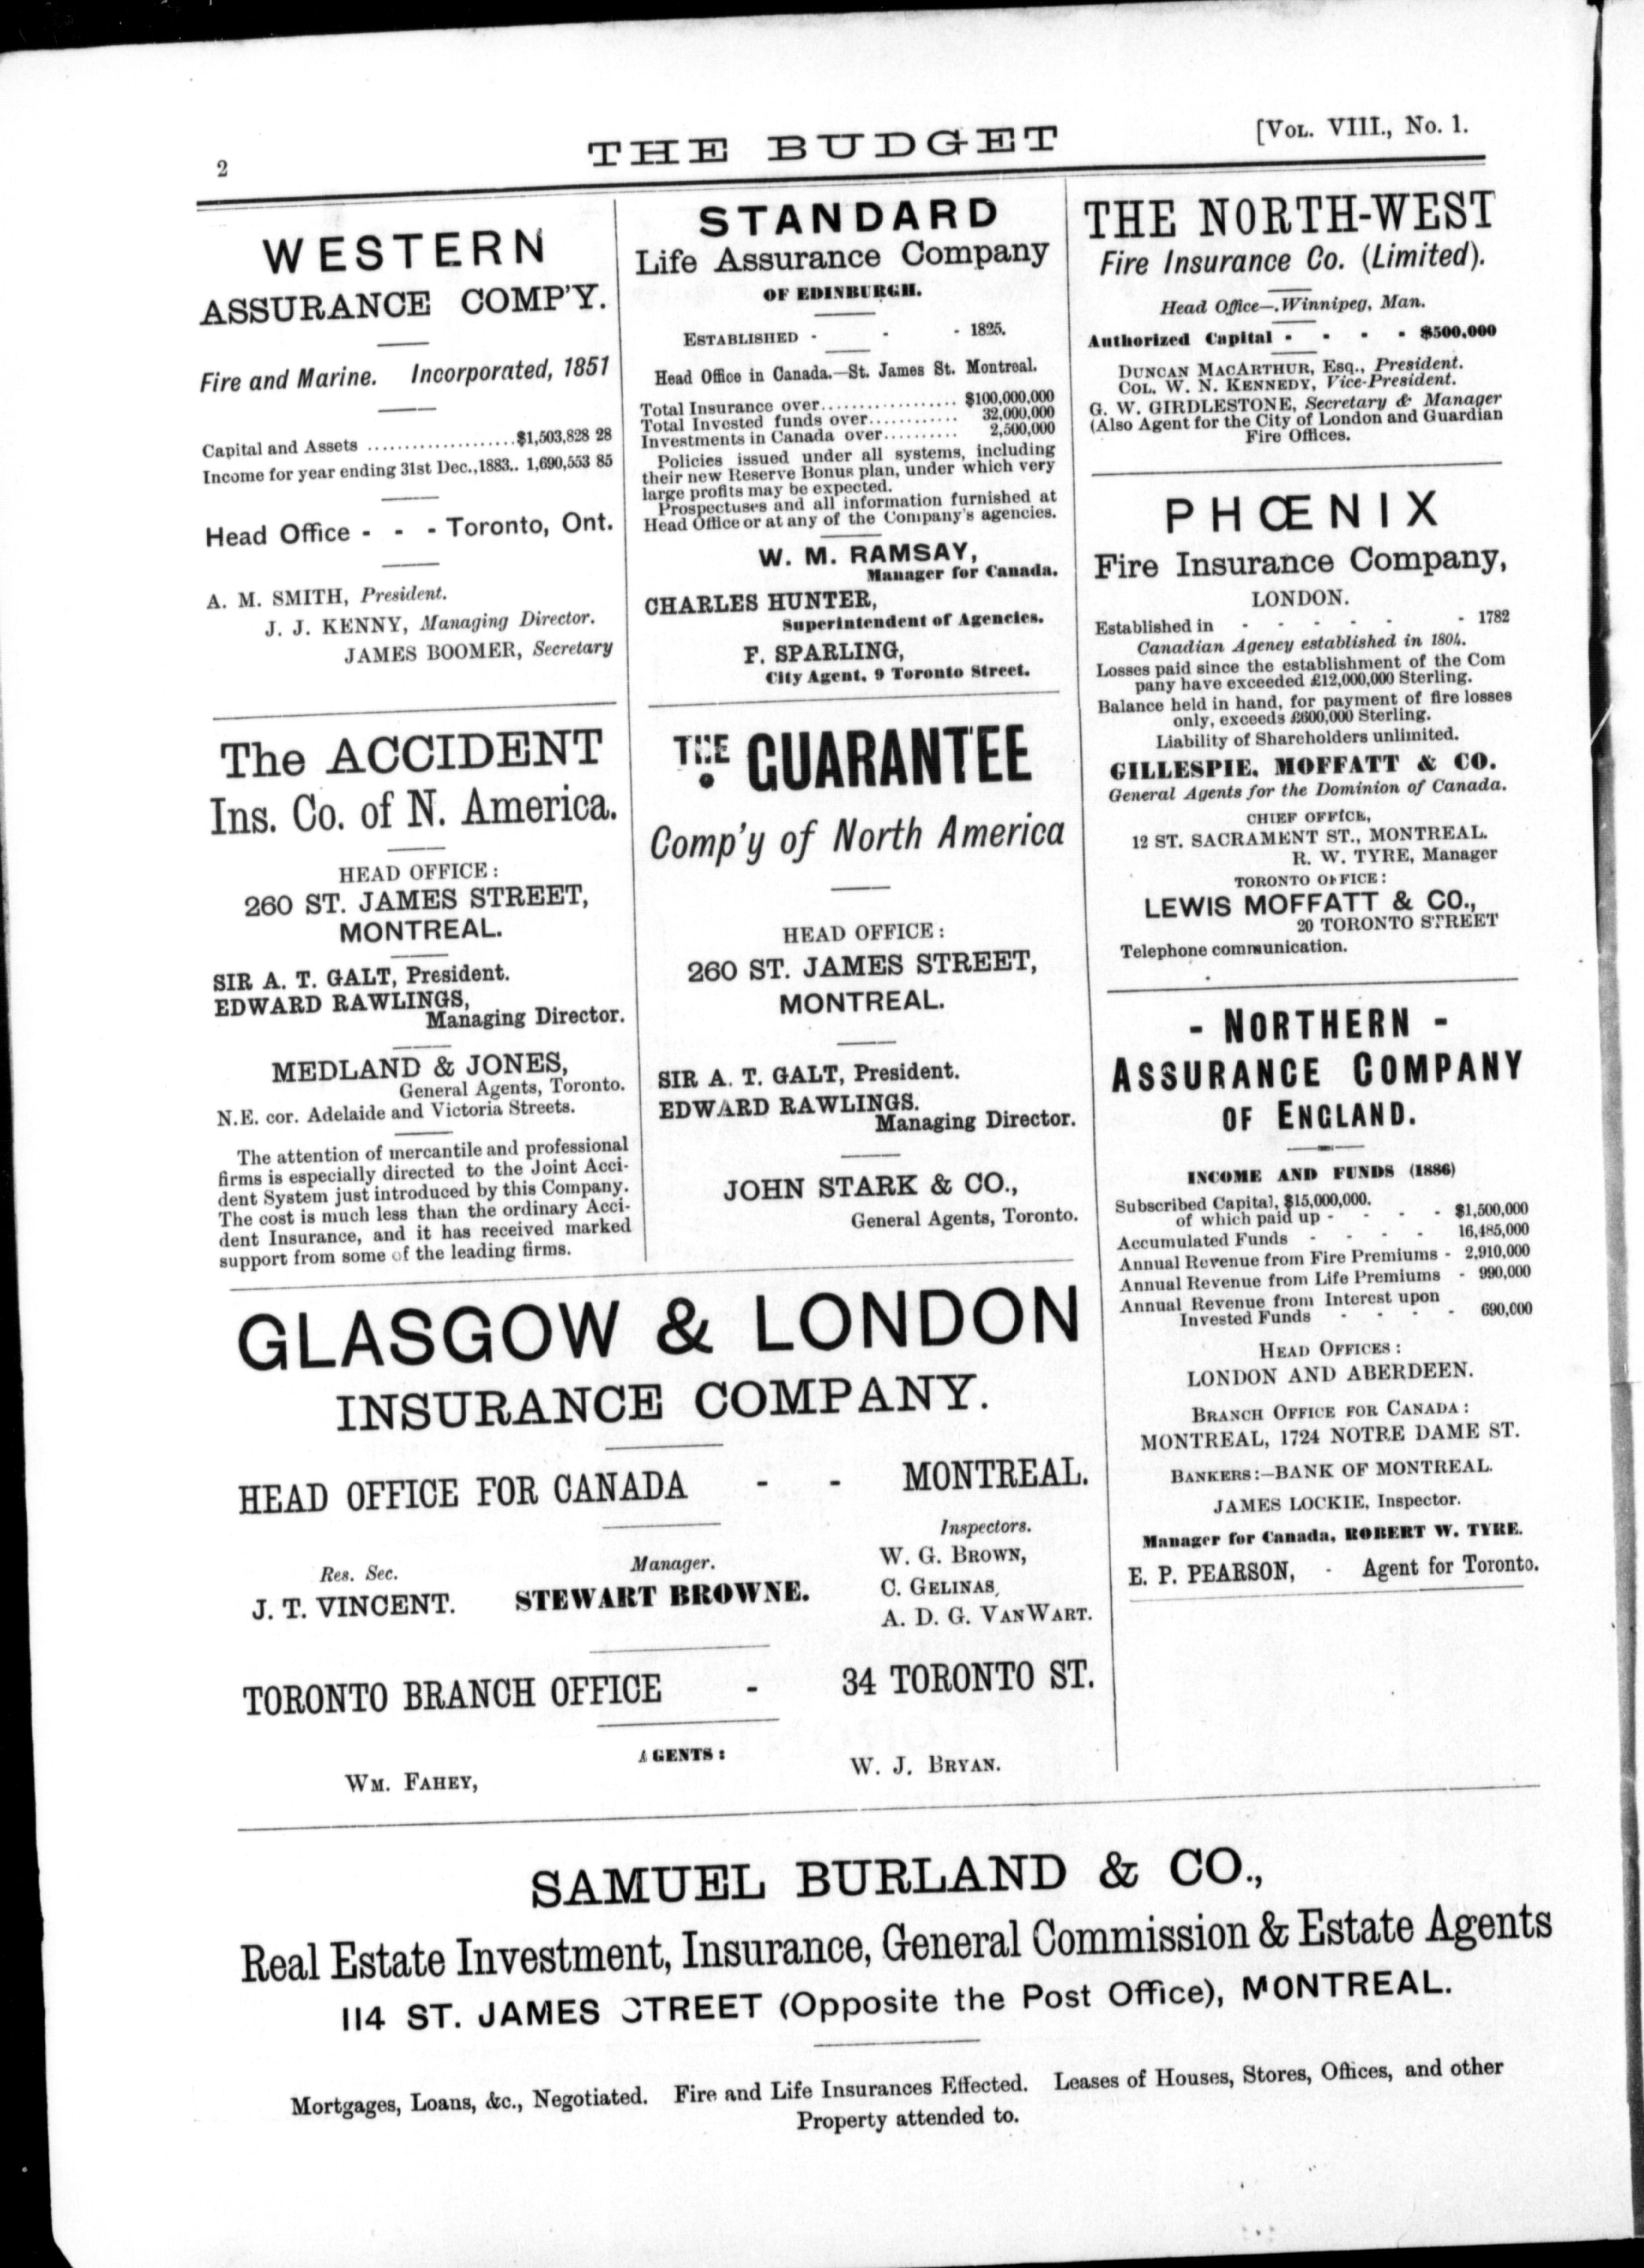 2
THE BUDGET
[VOL. VIII., No. 1.
WESTERN
ASSURANCE COMP'Y.
Fire and Marine. Incorporated, 1851
Capital and Assets ....................$1,503,828 28
Income for year ending 31st Dec.,1883.. 1,690,553 85
Head Office - - - Toronto, Ont.
A. M. SMITH, President.
J. J. KENNY, Managing Director.
JAMES BOOMER, Secretary
The ACCIDENT
Ins. Co. of N. America.
HEAD OFFICE:
260 ST. JAMES STREET,
MONTREAL.
SIR A. T. GALT, President.
EDWARD RAWLINGS,
Managing Director.
MEDLAND & JONES,
General Agents, Toronto.
N.E. cor. Adelaide and Victoria Streets.
The attention of mercantile and professional
firms is especially directed to the Joint Acci-
dent System just introduced by this Company.
The cost is much less than the ordinary Acci-
dent Insurance, and it has received marked
support from some of the leading firms.
STANDARD
Life Assurance Company
OF EDINBURGH.
ESTABLISHED - - - 1825.
Head Office in Canada.—St. James St. Montreal.
Total Insurance over.................. $100,000,000
Total Invested funds over............ 32,000,000
Investments in Canada over.......... 2,500,000
Policies issued under all systems, including
their new Reserve Bonus plan, under which very
large profits may be expected.
Prospectuses and all information furnished at
Head Office or at any of the Company's agencies.
W. M. RAMSAY,
Manager for Canada.
CHARLES HUNTER,
Superintendent of Agencies.
F. SPARLING,
City Agent, 9 Toronto Street.
THE GUARANTEE
Comp'y of North America
HEAD OFFICE:
260 ST. JAMES STREET,
MONTREAL.
SIR A. T. GALT, President.
EDWARD RAWLINGS.
Managing Director.
JOHN STARK & CO.,
General Agents, Toronto.
THE NORTH-WEST
Fire Insurance Co. (Limited).
Head Office—.Winnipeg, Man.
Authorized Capital - - - - $500.000
DUNCAN MACARTHUR, Esq., President.
COL. W. N. KENNEDY, Vice-President.
G. W. GIRDLESTONE, Secretary & Manager
(Also Agent for the City of London and Guardian
Fire Offices.
PHŒNIX
Fire Insurance Company,
LONDON.
Established in - - - - - - 1782
Canadian Agency established in 1804.
Losses paid since the establishment of the Com
pany have exceeded £12,000,000 Sterling.
Balance held in hand, for payment of fire losses
only, exceeds £600,000 Sterling.
Liability of Shareholders unlimited.
GILLESPIE, MOFFATT & CO.
General Agents for the Dominion of Canada.
CHIEF OFFICE,
12 ST. SACRAMENT ST., MONTREAL.
R. W. TYRE, Manager
TORONTO OFFICE:
LEWIS MOFFATT & CO.,
20 TORONTO STREET
Telephone communication.
- NORTHERN -
ASSURANCE COMPANY
OF ENGLAND.
INCOME AND FUNDS (1886)
Subscribed Capital, $15,000,000.
of which paid up - - - - $1,500,000
Accumulated Funds - - - - 16,485,000
Annual Revenue from Fire Premiums - 2,910,000
Annual Revenue from Life Premiums - 990,000
Annual Revenue from Interest upon
Invested Funds - - - - 690,000
HEAD OFFICES:
LONDON AND ABERDEEN.
BRANCH OFFICE FOR CANADA:
MONTREAL, 1724 NOTRE DAME ST.
BANKERS:—BANK OF MONTREAL.
JAMES LOCKIE, Inspector.
Manager for Canada, ROBERT W. TYRE.
E. P. PEARSON, - Agent for Toronto.
GLASGOW & LONDON
INSURANCE COMPANY.
HEAD OFFICE FOR CANADA - - MONTREAL.
Res. Sec.
J. T. VINCENT.
Manager.
STEWART BROWNE.
Inspectors.
W. G. BROWN,
C. GELINAS,
A. D. G. VANWART.
TORONTO BRANCH OFFICE - 34 TORONTO ST.
AGENTS:
WM. FAHEY,
W. J. BRYAN.
SAMUEL BURLAND & CO.,
Real Estate Investment, Insurance, General Commission & Estate Agents
114 ST. JAMES STREET (Opposite the Post Office), MONTREAL.
Mortgages, Loans, &c., Negotiated. Fire and Life Insurances Effected. Leases of Houses, Stores, Offices, and other
Property attended to.